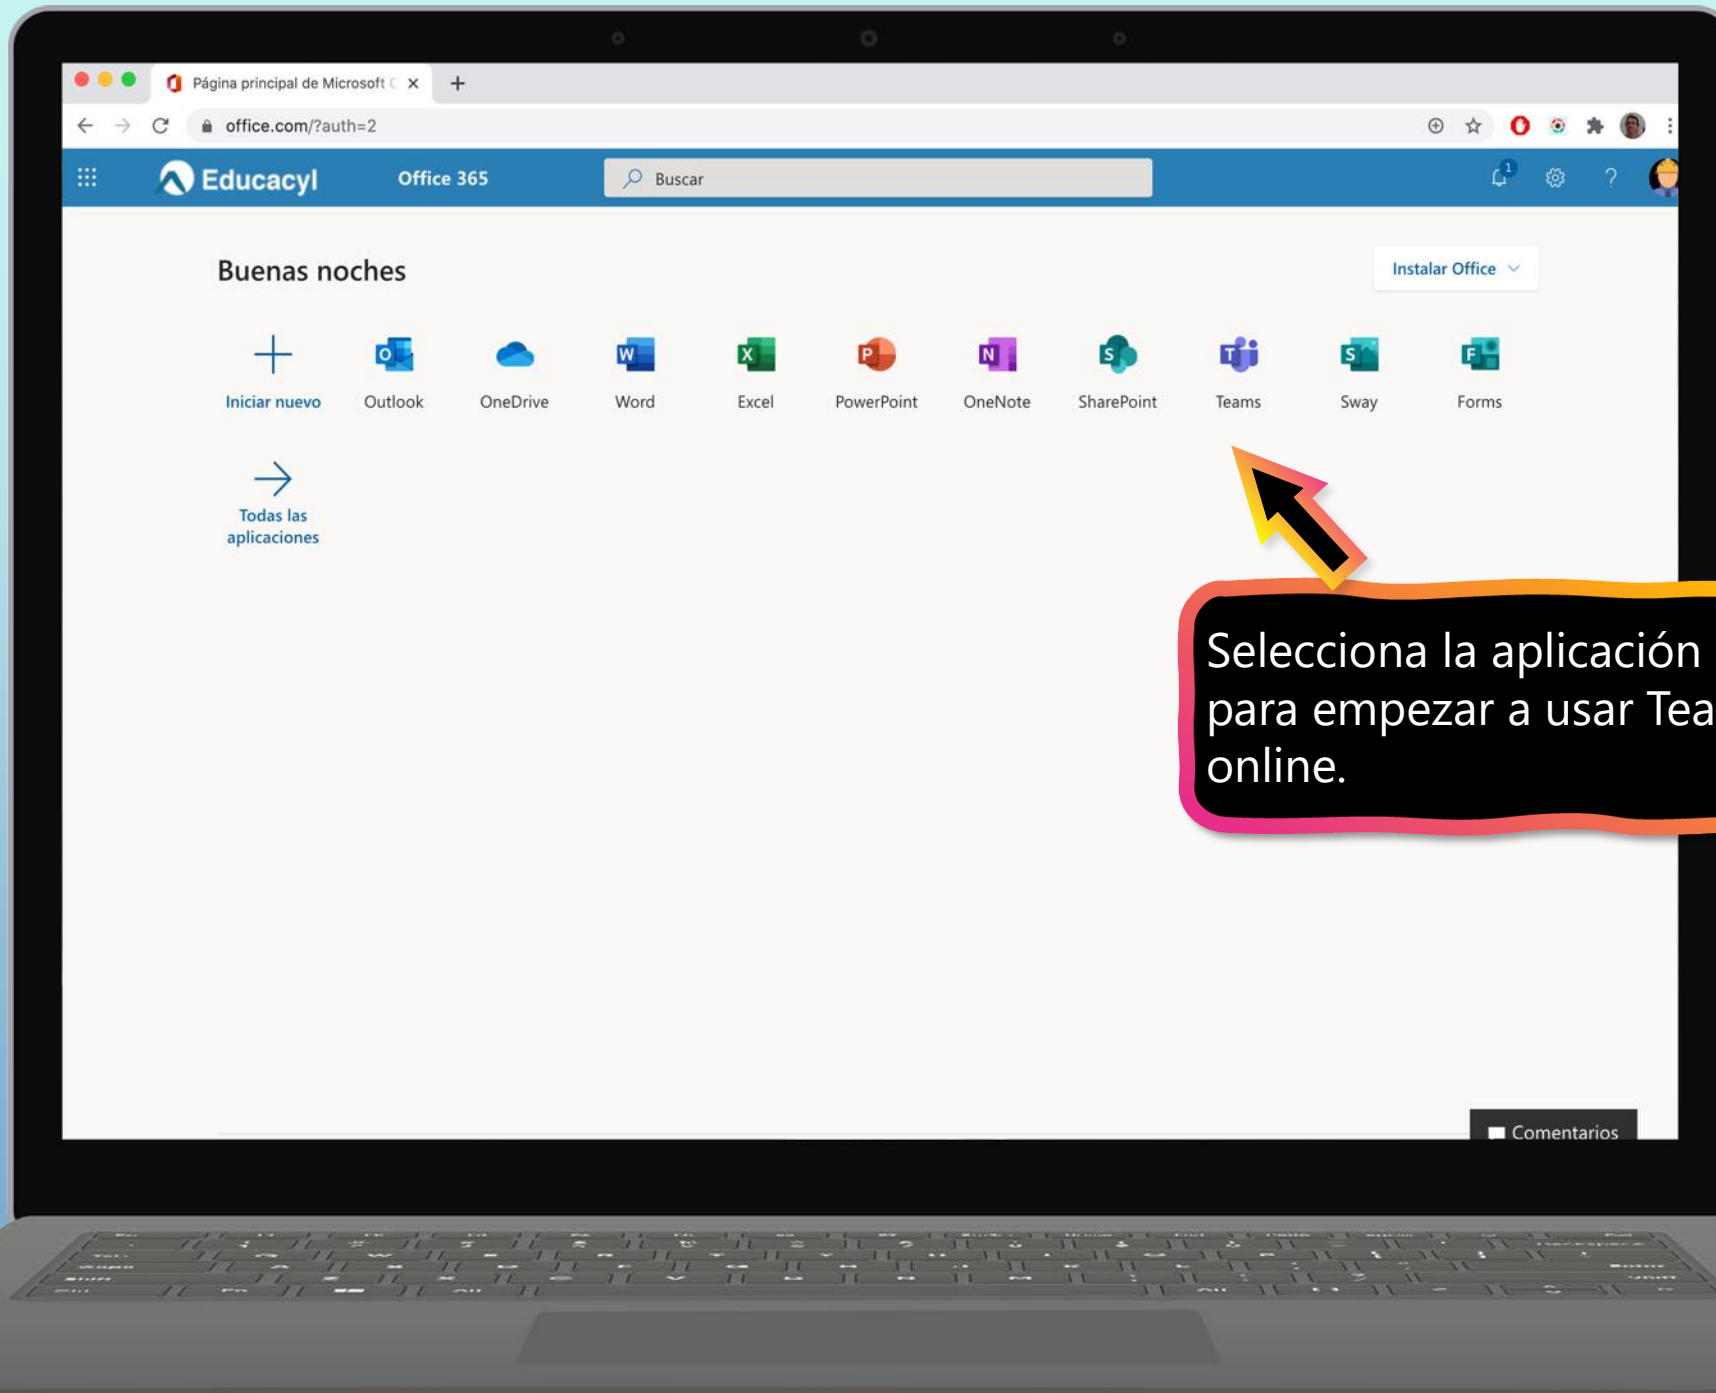 Página principal de Microsoft
office.com/?auth=2
Educacyl
Office 365
Buscar
1
Buenas noches
Instalar Office
Iniciar nuevo
Outlook
OneDrive
Word
Excel
PowerPoint
OneNote
SharePoint
Teams
Sway
Forms
Todas las
aplicaciones
Selecciona la aplicación
para empezar a usar Tea
online.
Comentarios